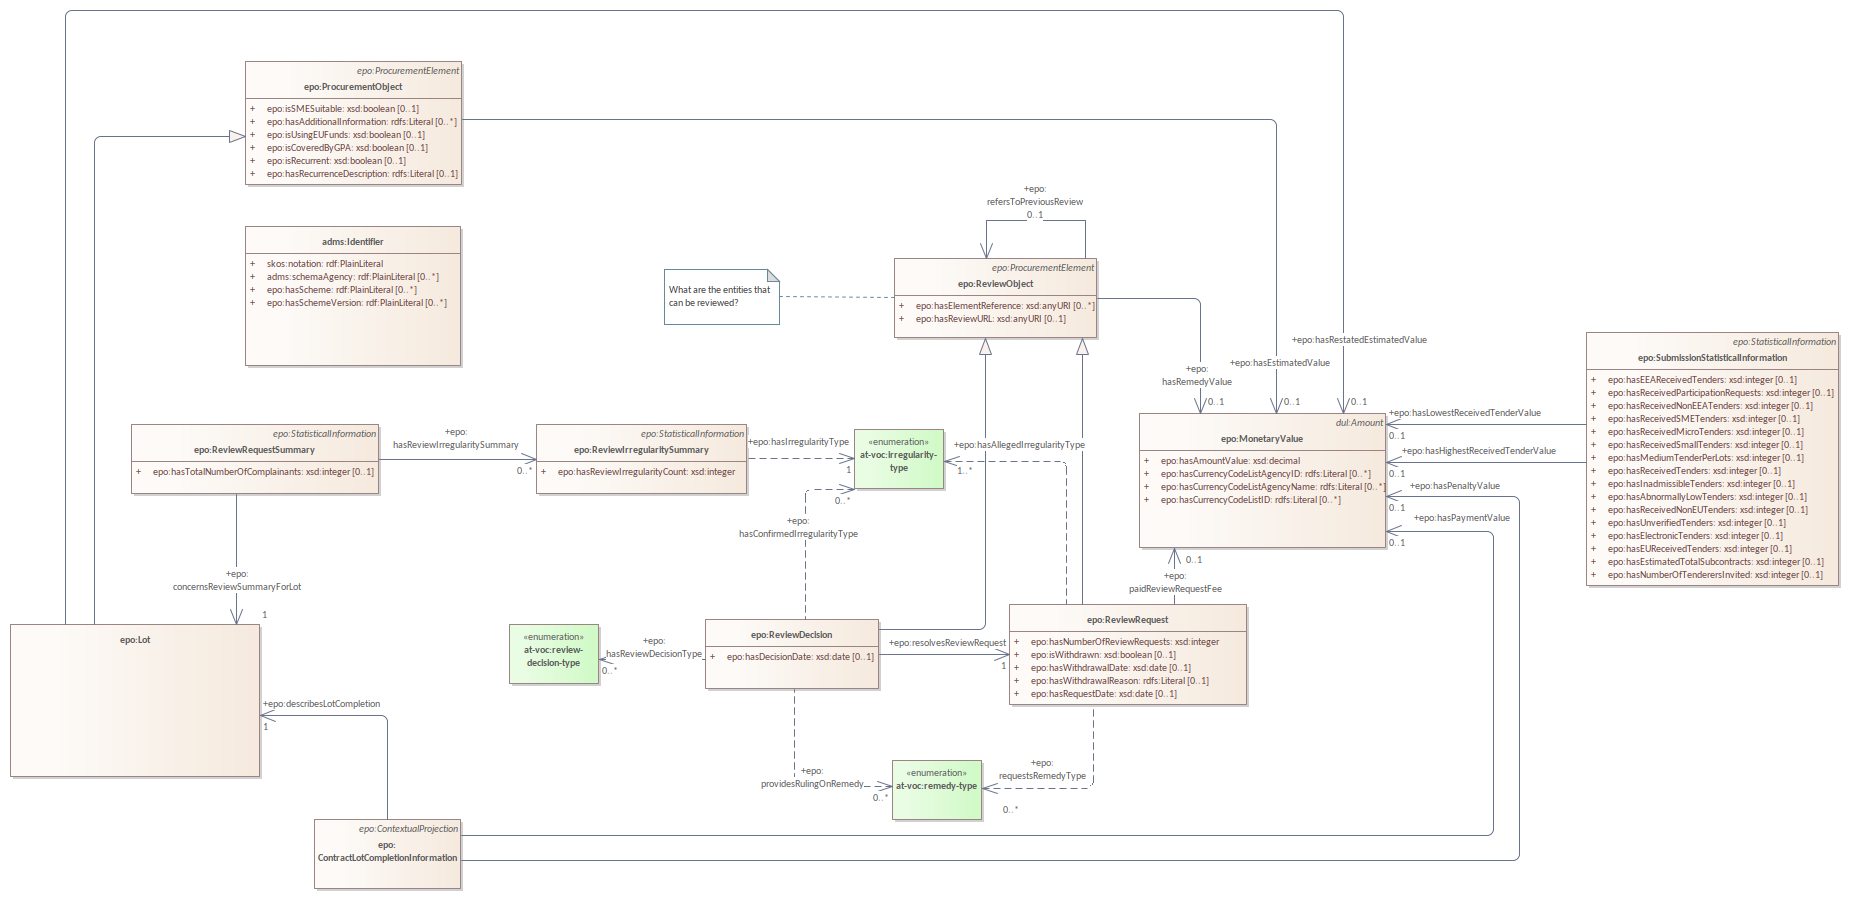 epo:ProcurementElement
epo:ProcurementObject
+ epo:isSMESuitable: xsd:boolean [0..1]
+ epo:hasAdditionalInformation: rdfs:Literal [0..*]
+ epo:isUsingEUFunds: xsd:boolean [0..1]
+ epo:isCoveredByGPA: xsd:boolean [0..1]
+ epo:isRecurrent: xsd:boolean [0..1]
+ epo:hasRecurrenceDescription: rdfs:Literal [0..1]
adms:Identifier
+ skos:notation: rdf:PlainLiteral
+ adms:schemaAgency: rdf:PlainLiteral [0..*]
+ epo:hasScheme: rdf:PlainLiteral [0..*]
+ epo:hasSchemeVersion: rdf:PlainLiteral [0..*]
+epo:
refersToPreviousReview
0..1
What are the entities that
can be reviewed?
epo:ProcurementElement
epo:ReviewObject
+ epo:hasElementReference: xsd:anyURI [0..*]
+ epo:hasReviewURL: xsd:anyURI [0..1]
+epo:
hasRemedyValue
0..1
+epo:hasEstimatedValue
0..1
+epo:hasRestatedEstimatedValue
0..1
epo:StatisticalInformation
epo:SubmissionStatisticalInformation
+ epo:hasEEAReceivedTenders: xsd:integer [0..1]
+ epo:hasReceivedParticipationRequests: xsd:integer [0..1]
+ epo:hasReceivedNonEEATenders: xsd:integer [0..1]
+ epo:hasReceivedSMETenders: xsd:integer [0..1]
+ epo:hasReceivedMicroTenders: xsd:integer [0..1]
+ epo:hasReceivedSmallTenders: xsd:integer [0..1]
+ epo:hasMediumTenderPerLots: xsd:integer [0..1]
+ epo:hasReceivedTenders: xsd:integer [0..1]
+ epo:hasInadmissibleTenders: xsd:integer [0..1]
+ epo:hasAbnormallyLowTenders: xsd:integer [0..1]
+ epo:hasReceivedNonEUTenders: xsd:integer [0..1]
+ epo:hasUnverifiedTenders: xsd:integer [0..1]
+ epo:hasElectronicTenders: xsd:integer [0..1]
+ epo:hasEUReceivedTenders: xsd:integer [0..1]
+ epo:hasEstimatedTotalSubcontracts: xsd:integer [0..1]
+ epo:hasNumberOfTenderersInvited: xsd:integer [0..1]
epo:StatisticalInformation
epo:ReviewRequestSummary
+ epo:hasTotalNumberOfComplainants: xsd:integer [0..1]
+epo:
hasReviewIrregularitySummary
0..*
epo:StatisticalInformation
epo:ReviewIrregularitySummary
+ epo:hasReviewIrregularityCount: xsd:integer
+epo:hasIrregularityType
1
«enumeration»
at-voc:irregularity-
type
+epo:hasAllegedIrregularityType
1..*
0..*
+epo:
hasConfirmedIrregularityType
dul:Amount
epo:MonetaryValue
+ epo:hasAmountValue: xsd:decimal
+ epo:hasCurrencyCodeListAgencyID: rdfs:Literal [0..*]
+ epo:hasCurrencyCodeListAgencyName: rdfs:Literal [0..*]
+ epo:hasCurrencyCodeListID: rdfs:Literal [0..*]
+epo:hasLowestReceivedTenderValue
0..1
+epo:hasHighestReceivedTenderValue
0..1
+epo:hasPenaltyValue
0..1
+epo:hasPaymentValue
0..1
0..1
+epo:
paidReviewRequestFee
+epo:
concernsReviewSummaryForLot
1
epo:Lot
«enumeration»
at-voc:review-
decision-type
+epo:
hasReviewDecisionType
0..*
epo:ReviewDecision
+ epo:hasDecisionDate: xsd:date [0..1]
+epo:resolvesReviewRequest
1
epo:ReviewRequest
+ epo:hasNumberOfReviewRequests: xsd:integer
+ epo:isWithdrawn: xsd:boolean [0..1]
+ epo:hasWithdrawalDate: xsd:date [0..1]
+ epo:hasWithdrawalReason: rdfs:Literal [0..1]
+ epo:hasRequestDate: xsd:date [0..1]
+epo:describesLotCompletion
1
+epo:
providesRulingOnRemedy
0..*
«enumeration»
at-voc:remedy-type
+epo:
requestsRemedyType
0..*
epo:ContextualProjection
epo:
ContractLotCompletionInformation